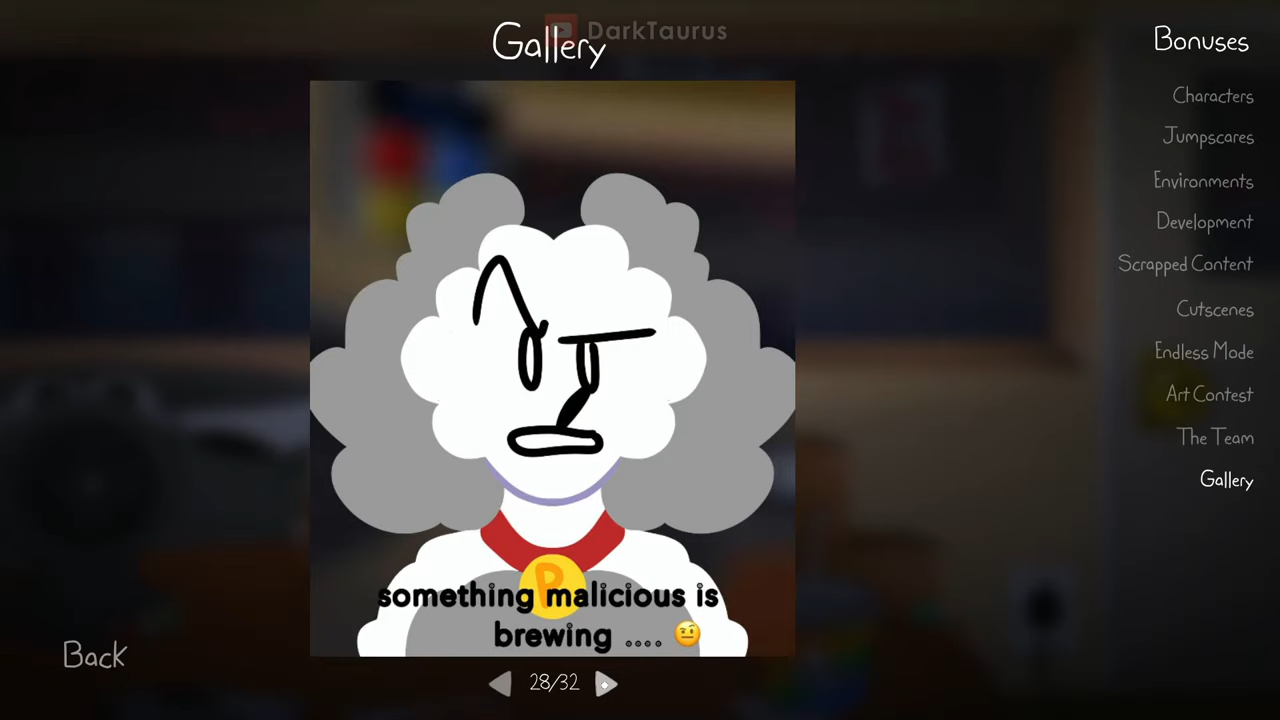 DarkTaurus
Gallery
Bonuses
Characters
Jumpscares
Environments
Development
Scrapped Content
Cutscenes
Endless Mode
Art Contest
The Team
Gallery
P
something malicious is
brewing .... 🤨
Back
28/32